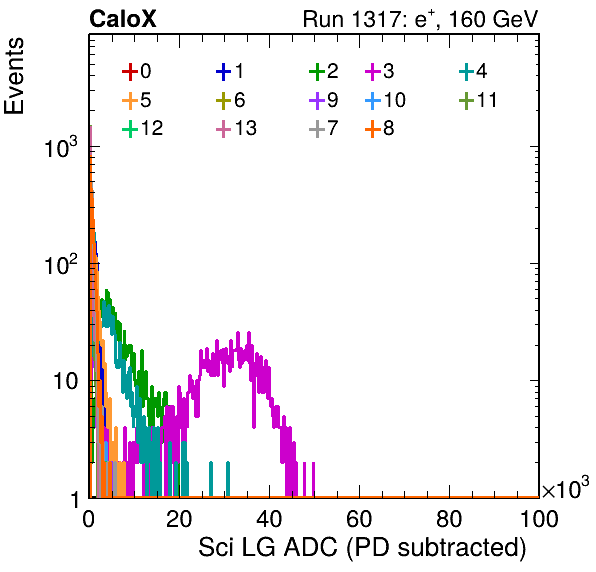 CaloX Run 1317: e⁺, 160 GeV
Events
0 1 2 3 4
5 6 9 10 11
12 13 7 8
10³
10²
10
1
0 20 40 60 80 100
×10³
Sci LG ADC (PD subtracted)